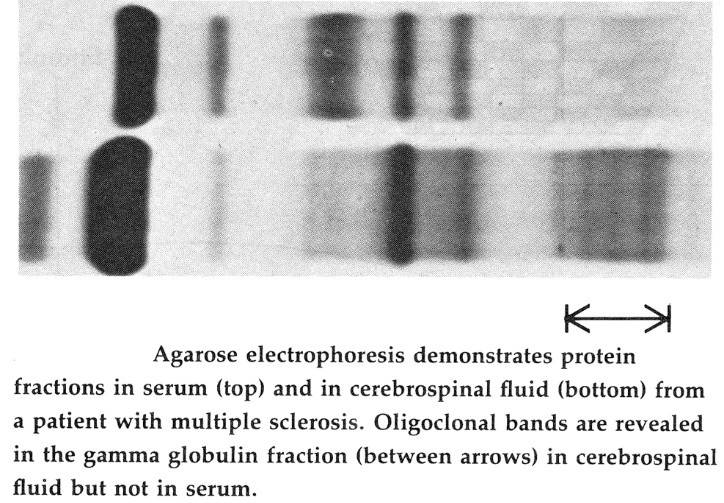 Agarose electrophoresis demonstrates protein
fractions in serum (top) and in cerebrospinal fluid (bottom) from
a patient with multiple sclerosis. Oligoclonal bands are revealed
in the gamma globulin fraction (between arrows) in cerebrospinal
fluid but not in serum.